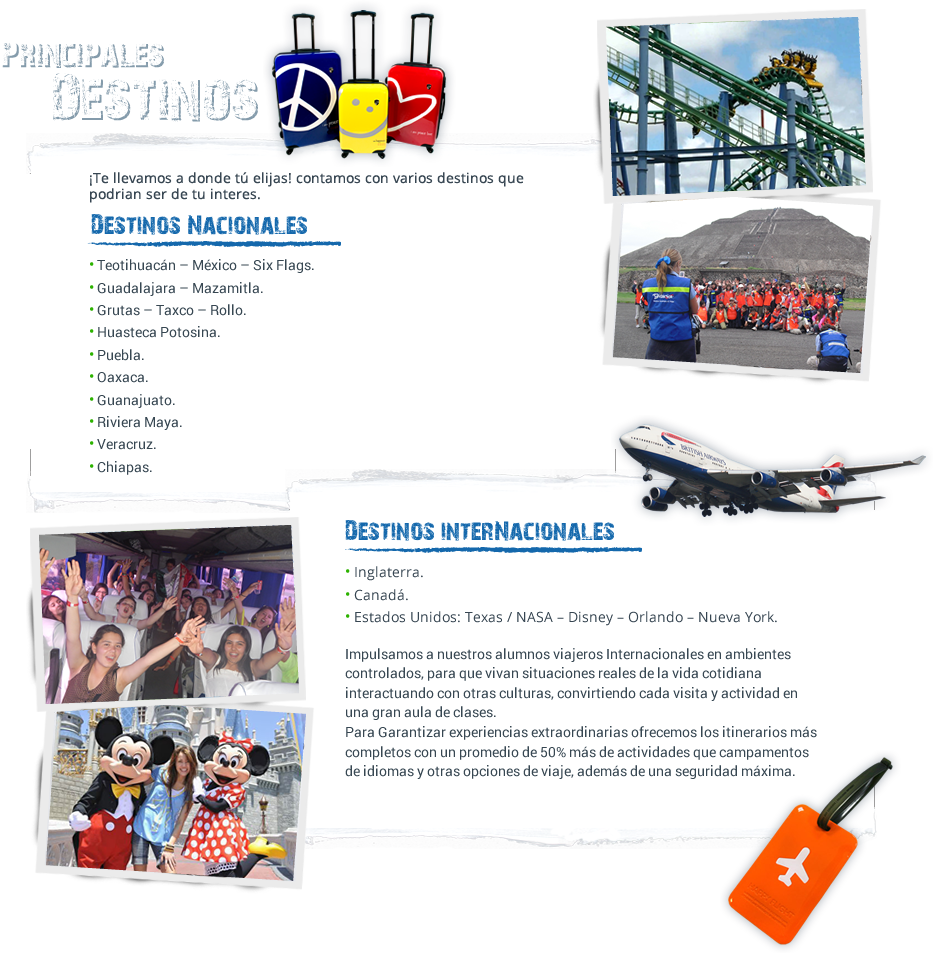 PRINCIPALES
DESTINOS
¡Te llevamos a donde tú elijas! contamos con varios destinos que
podrian ser de tu interes.
DESTINOS NACIONALES
• Teotihuacán – México – Six Flags.
• Guadalajara – Mazamitla.
• Grutas – Taxco – Rollo.
• Huasteca Potosina.
• Puebla.
• Oaxaca.
• Guanajuato.
• Riviera Maya.
• Veracruz.
• Chiapas.
BRITISH AIRWAYS
DESTINOS INTERNACIONALES
• Inglaterra.
• Canadá.
• Estados Unidos: Texas / NASA – Disney – Orlando – Nueva York.
Impulsamos a nuestros alumnos viajeros Internacionales en ambientes
controlados, para que vivan situaciones reales de la vida cotidiana
interactuando con otras culturas, convirtiendo cada visita y actividad en
una gran aula de clases.
Para Garantizar experiencias extraordinarias ofrecemos los itinerarios más
completos con un promedio de 50% más de actividades que campamentos
de idiomas y otras opciones de viaje, además de una seguridad máxima.